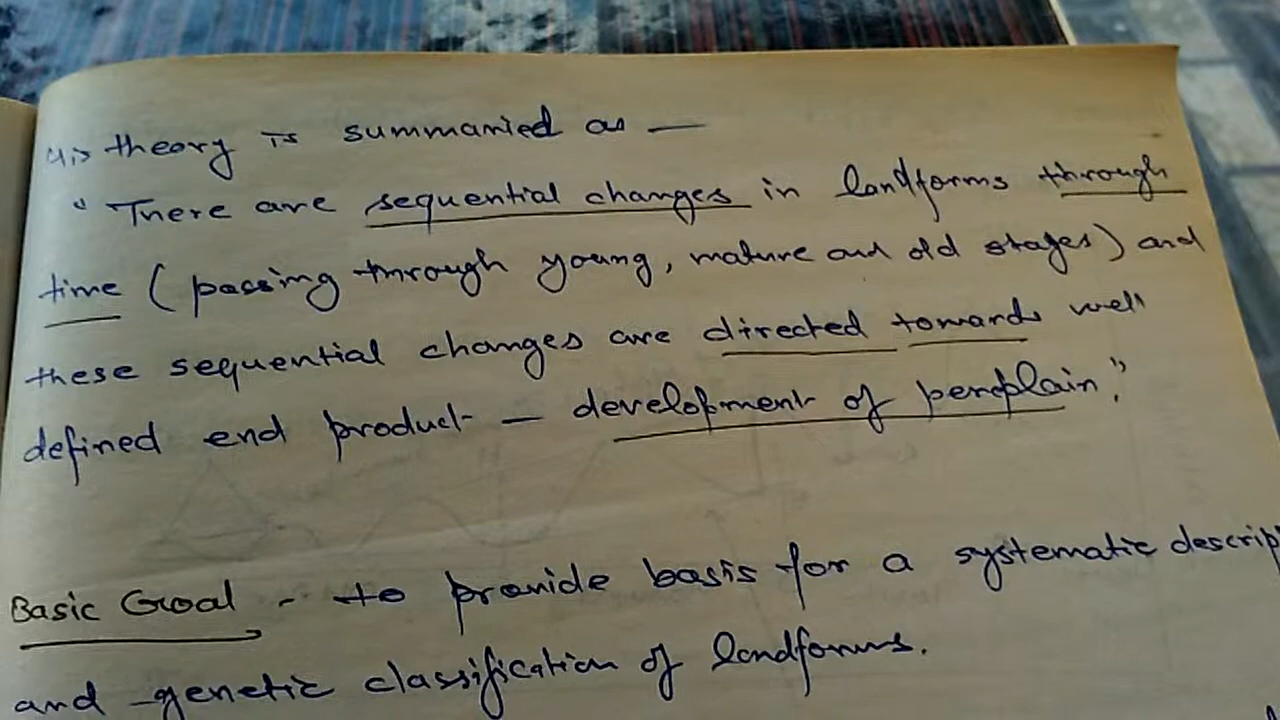 His theory is summaried as —
"There are sequential changes in landforms through
time (passing through young, mature and old stages) and
these sequential changes are directed towards well
defined end product — development of peneplain."
Basic Goal - to provide basis for a systematic descrip
and genetic classification of landforms.